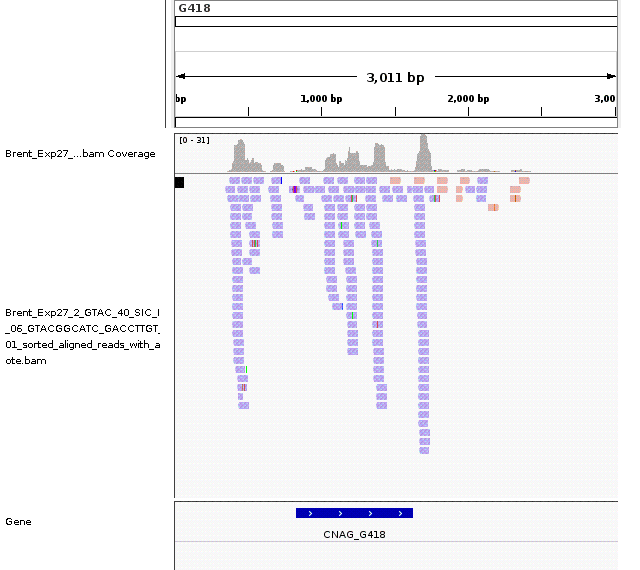 G418
3,011 bp
bp
1,000 bp
2,000 bp
3,00
[0 - 31]
Brent_Exp27_...bam Coverage
Brent_Exp27_2_GTAC_40_SIC_I
_06_GTACGGCATC_GACCTTGT_
01_sorted_aligned_reads_with_a
ote.bam
Gene
CNAG_G418